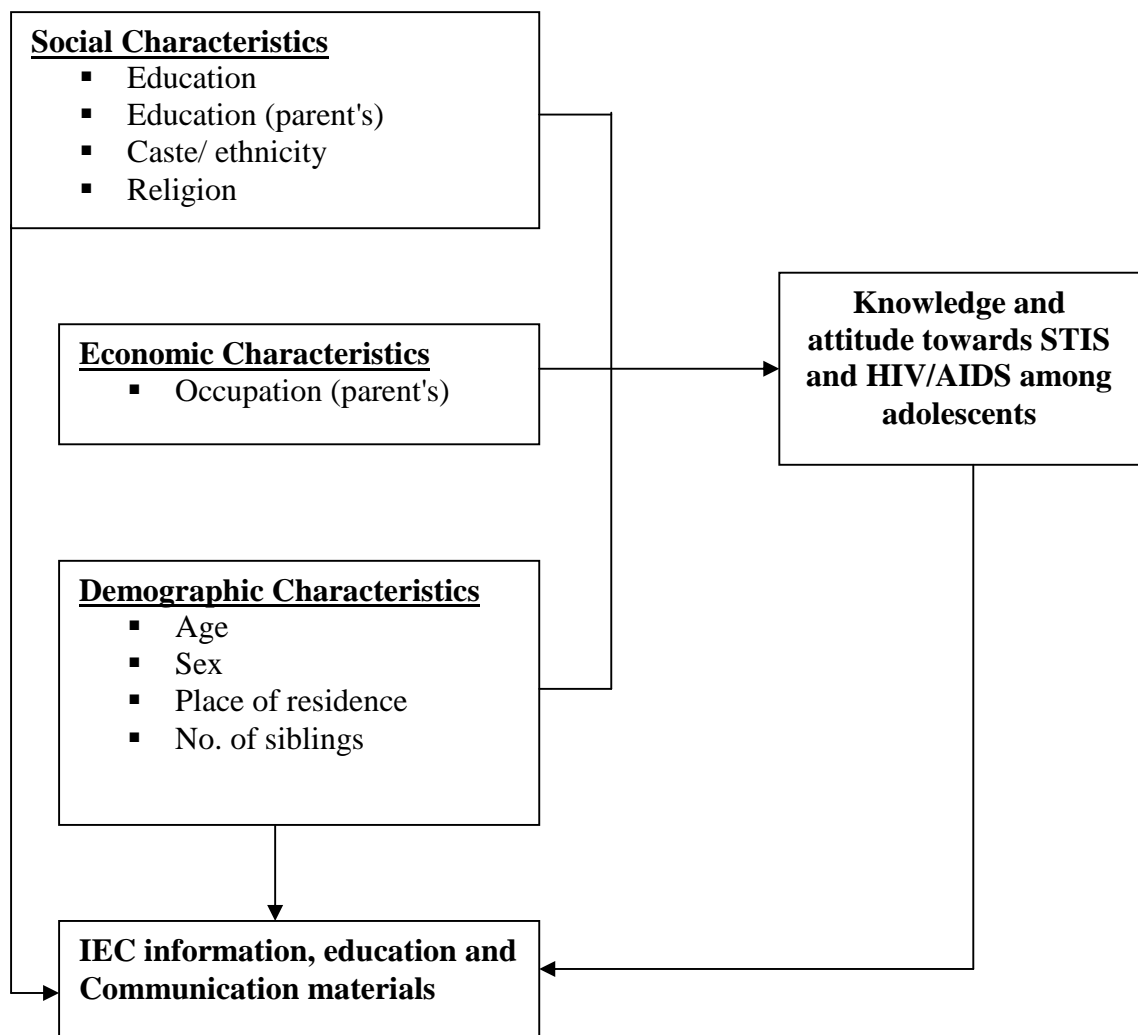 Social Characteristics
▪ Education
▪ Education (parent's)
▪ Caste/ ethnicity
▪ Religion
Economic Characteristics
▪ Occupation (parent's)
Knowledge and
attitude towards STIS
and HIV/AIDS among
adolescents
Demographic Characteristics
▪ Age
▪ Sex
▪ Place of residence
▪ No. of siblings
IEC information, education and
Communication materials